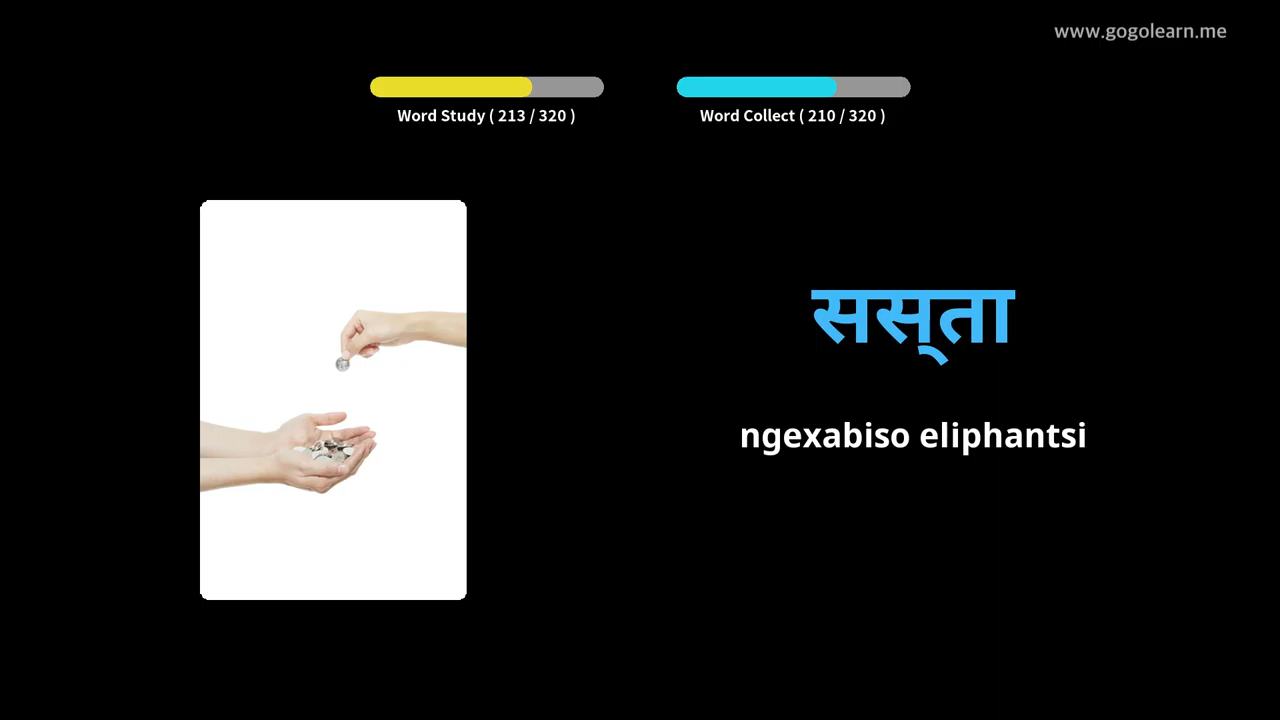 www.gogolearn.me
Word Study ( 213 / 320 )
Word Collect ( 210 / 320 )
सस्ता
ngexabiso eliphantsi